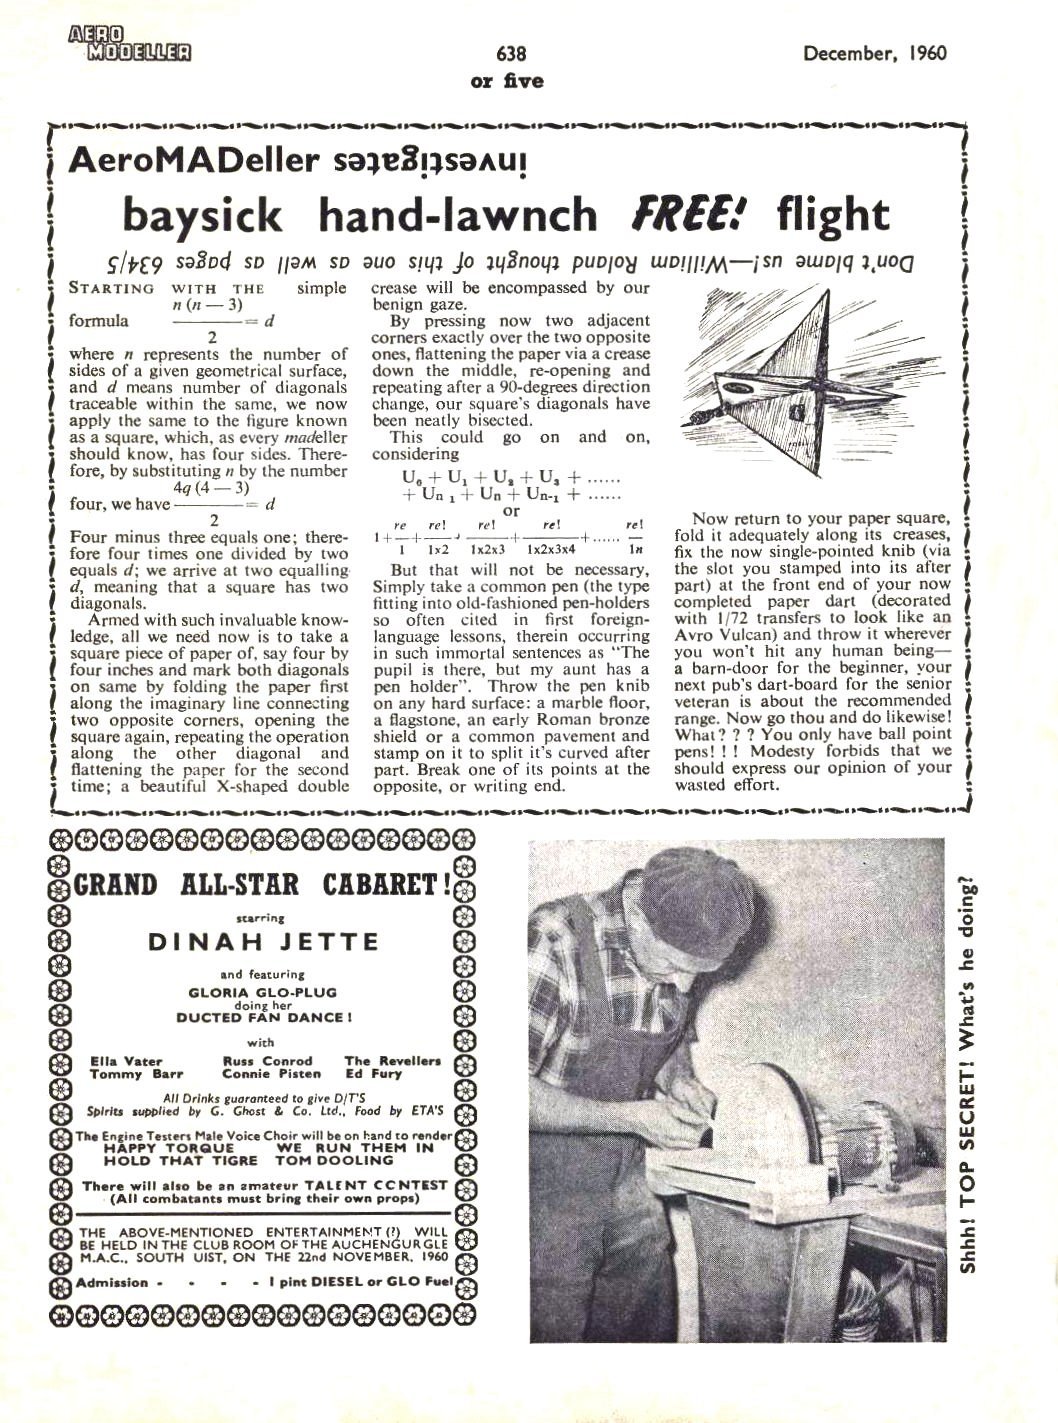 AERO
MODELLER
638
December, 1960
or five
AeroMADeller investigates
baysick hand-lawnch FREE! flight
Don't blame us!—William Roland thought of this one as well as pages 634/5
STARTING WITH THE simple
n (n — 3)
formula ——— = d
2
where n represents the number of
sides of a given geometrical surface,
and d means number of diagonals
traceable within the same, we now
apply the same to the figure known
as a square, which, as every madeller
should know, has four sides. There-
fore, by substituting n by the number
4q (4 — 3)
four, we have ——— = d
2
Four minus three equals one; there-
fore four times one divided by two
equals d; we arrive at two equalling
d, meaning that a square has two
diagonals.
Armed with such invaluable know-
ledge, all we need now is to take a
square piece of paper of, say four by
four inches and mark both diagonals
on same by folding the paper first
along the imaginary line connecting
two opposite corners, opening the
square again, repeating the operation
along the other diagonal and
flattening the paper for the second
time; a beautiful X-shaped double
crease will be encompassed by our
benign gaze.
By pressing now two adjacent
corners exactly over the two opposite
ones, flattening the paper via a crease
down the middle, re-opening and
repeating after a 90-degrees direction
change, our square's diagonals have
been neatly bisected.
This could go on and on,
considering
U₀ + U₁ + U₂ + U₃ + ......
+ Un 1 + Un + Un-1 + ......
or
re re! re! re! re!
1+—+—+——+———+...... —
1 1x2 1x2x3 1x2x3x4 1n
But that will not be necessary,
Simply take a common pen (the type
fitting into old-fashioned pen-holders
so often cited in first foreign-
language lessons, therein occurring
in such immortal sentences as "The
pupil is there, but my aunt has a
pen holder". Throw the pen knib
on any hard surface: a marble floor,
a flagstone, an early Roman bronze
shield or a common pavement and
stamp on it to split it's curved after
part. Break one of its points at the
opposite, or writing end.
Now return to your paper square,
fold it adequately along its creases,
fix the now single-pointed knib (via
the slot you stamped into its after
part) at the front end of your now
completed paper dart (decorated
with 1/72 transfers to look like an
Avro Vulcan) and throw it wherever
you won't hit any human being—
a barn-door for the beginner, your
next pub's dart-board for the senior
veteran is about the recommended
range. Now go thou and do likewise!
What? ? ? You only have ball point
pens! ! ! Modesty forbids that we
should express our opinion of your
wasted effort.
GRAND ALL-STAR CABARET!
starring
DINAH JETTE
and featuring
GLORIA GLO-PLUG
doing her
DUCTED FAN DANCE!
with
Ella Vater Russ Conrod The Revellers
Tommy Barr Connie Pisten Ed Fury
All Drinks guaranteed to give D/T'S
Spirits supplied by G. Ghost & Co. Ltd., Food by ETA'S
The Engine Testers Male Voice Choir will be on hand to render
HAPPY TORQUE WE RUN THEM IN
HOLD THAT TIGRE TOM DOOLING
There will also be an amateur TALENT CCNTEST
(All combatants must bring their own props)
THE ABOVE-MENTIONED ENTERTAINMENT (?) WILL
BE HELD IN THE CLUB ROOM OF THE AUCHENGURGLE
M.A.C., SOUTH UIST, ON THE 22nd NOVEMBER, 1960
Admission - - - - 1 pint DIESEL or GLO Fuel
Shhh! TOP SECRET! What's he doing?